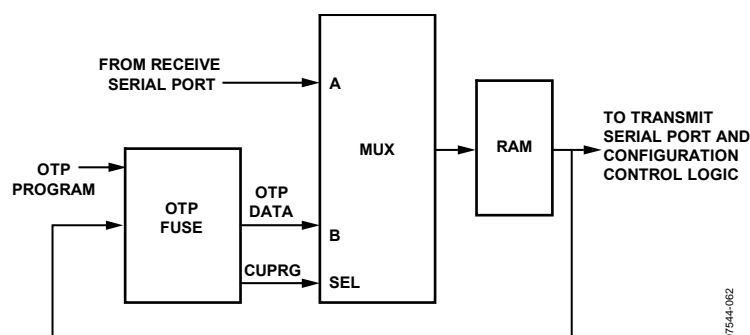 FROM RECEIVE
SERIAL PORT
A
MUX
RAM
TO TRANSMIT
SERIAL PORT AND
CONFIGURATION
CONTROL LOGIC
OTP
PROGRAM
OTP
FUSE
OTP
DATA
B
CUPRG
SEL
07544-062